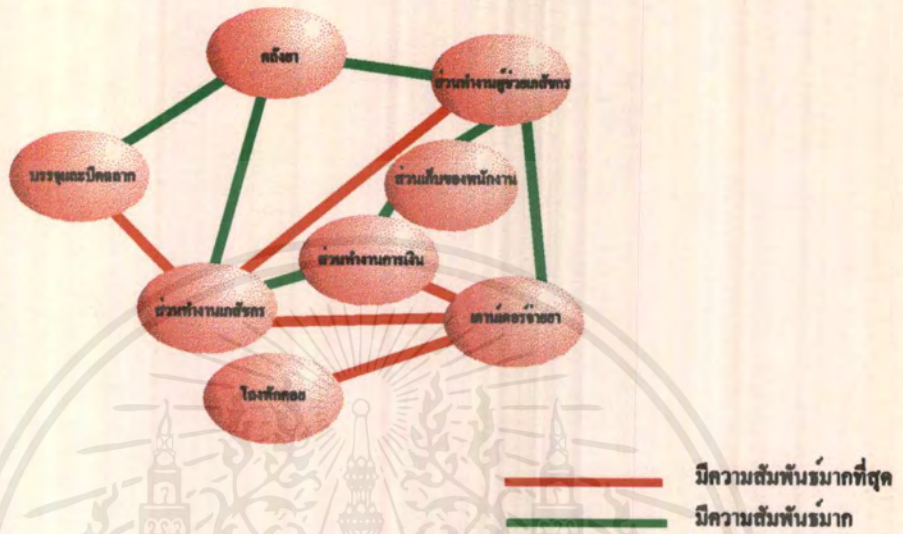 คลังยา
ส่วนทำงานผู้ช่วยเภสัชกร
บรรจุและปิดฉลาก
ส่วนเก็บของพนักงาน
ส่วนทำงานการเงิน
ส่วนทำงานเภสัชกร
เคาน์เตอร์จ่ายยา
โถงพักคอย
มีความสัมพันธ์มากที่สุด
มีความสัมพันธ์มาก